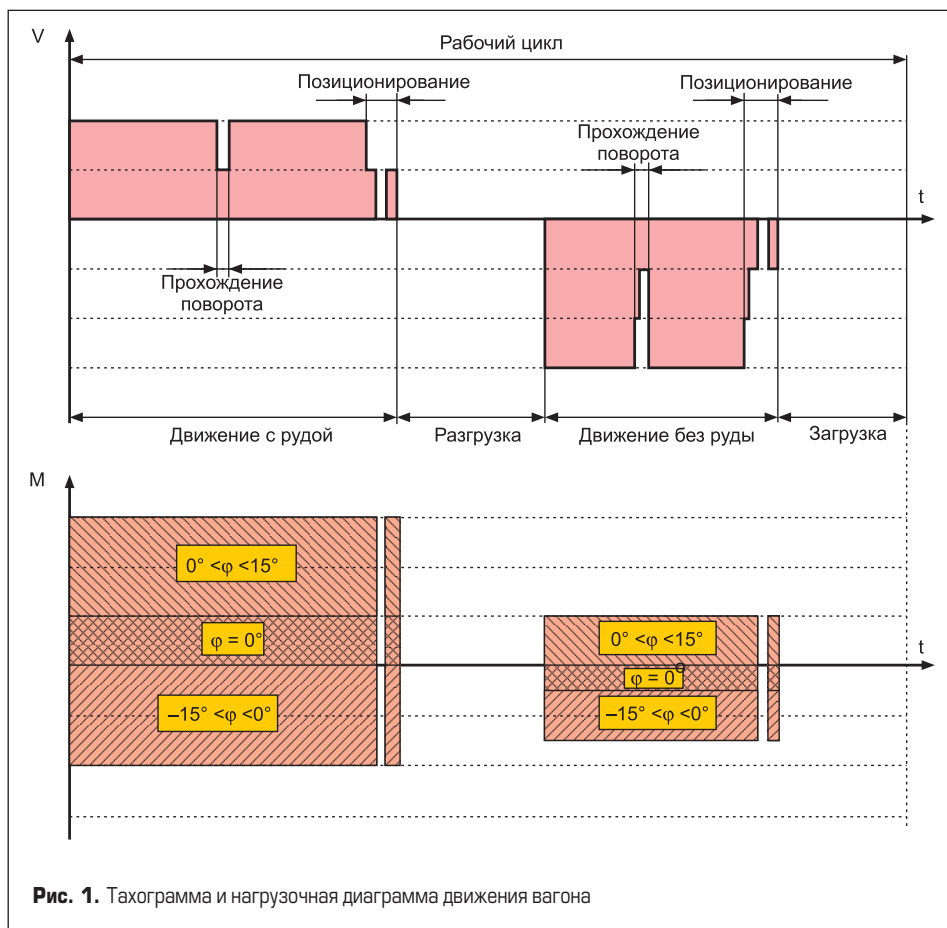 V
Рабочий цикл
Позиционирование
Позиционирование
Прохождение
поворота
t
Прохождение
поворота
Движение с рудой
Разгрузка
Движение без руды
Загрузка
M
0° <φ <15°
φ = 0°
–15° <φ <0°
0° <φ <15°
φ = 0°
–15° <φ <0°
t
Рис. 1. Тахограмма и нагрузочная диаграмма движения вагона